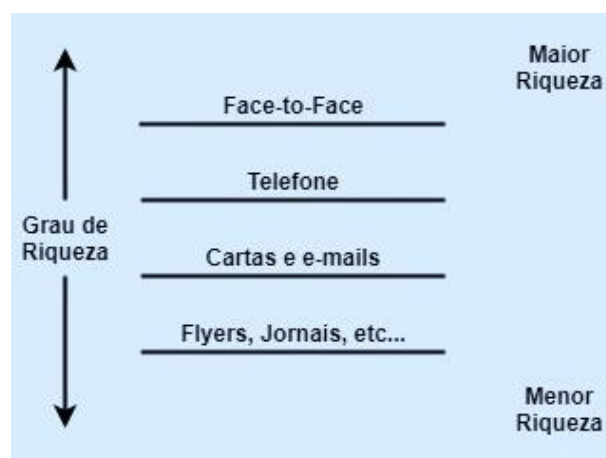 Maior
Riqueza
Face-to-Face
Telefone
Grau de
Riqueza
Cartas e e-mails
Flyers, Jornais, etc...
Menor
Riqueza